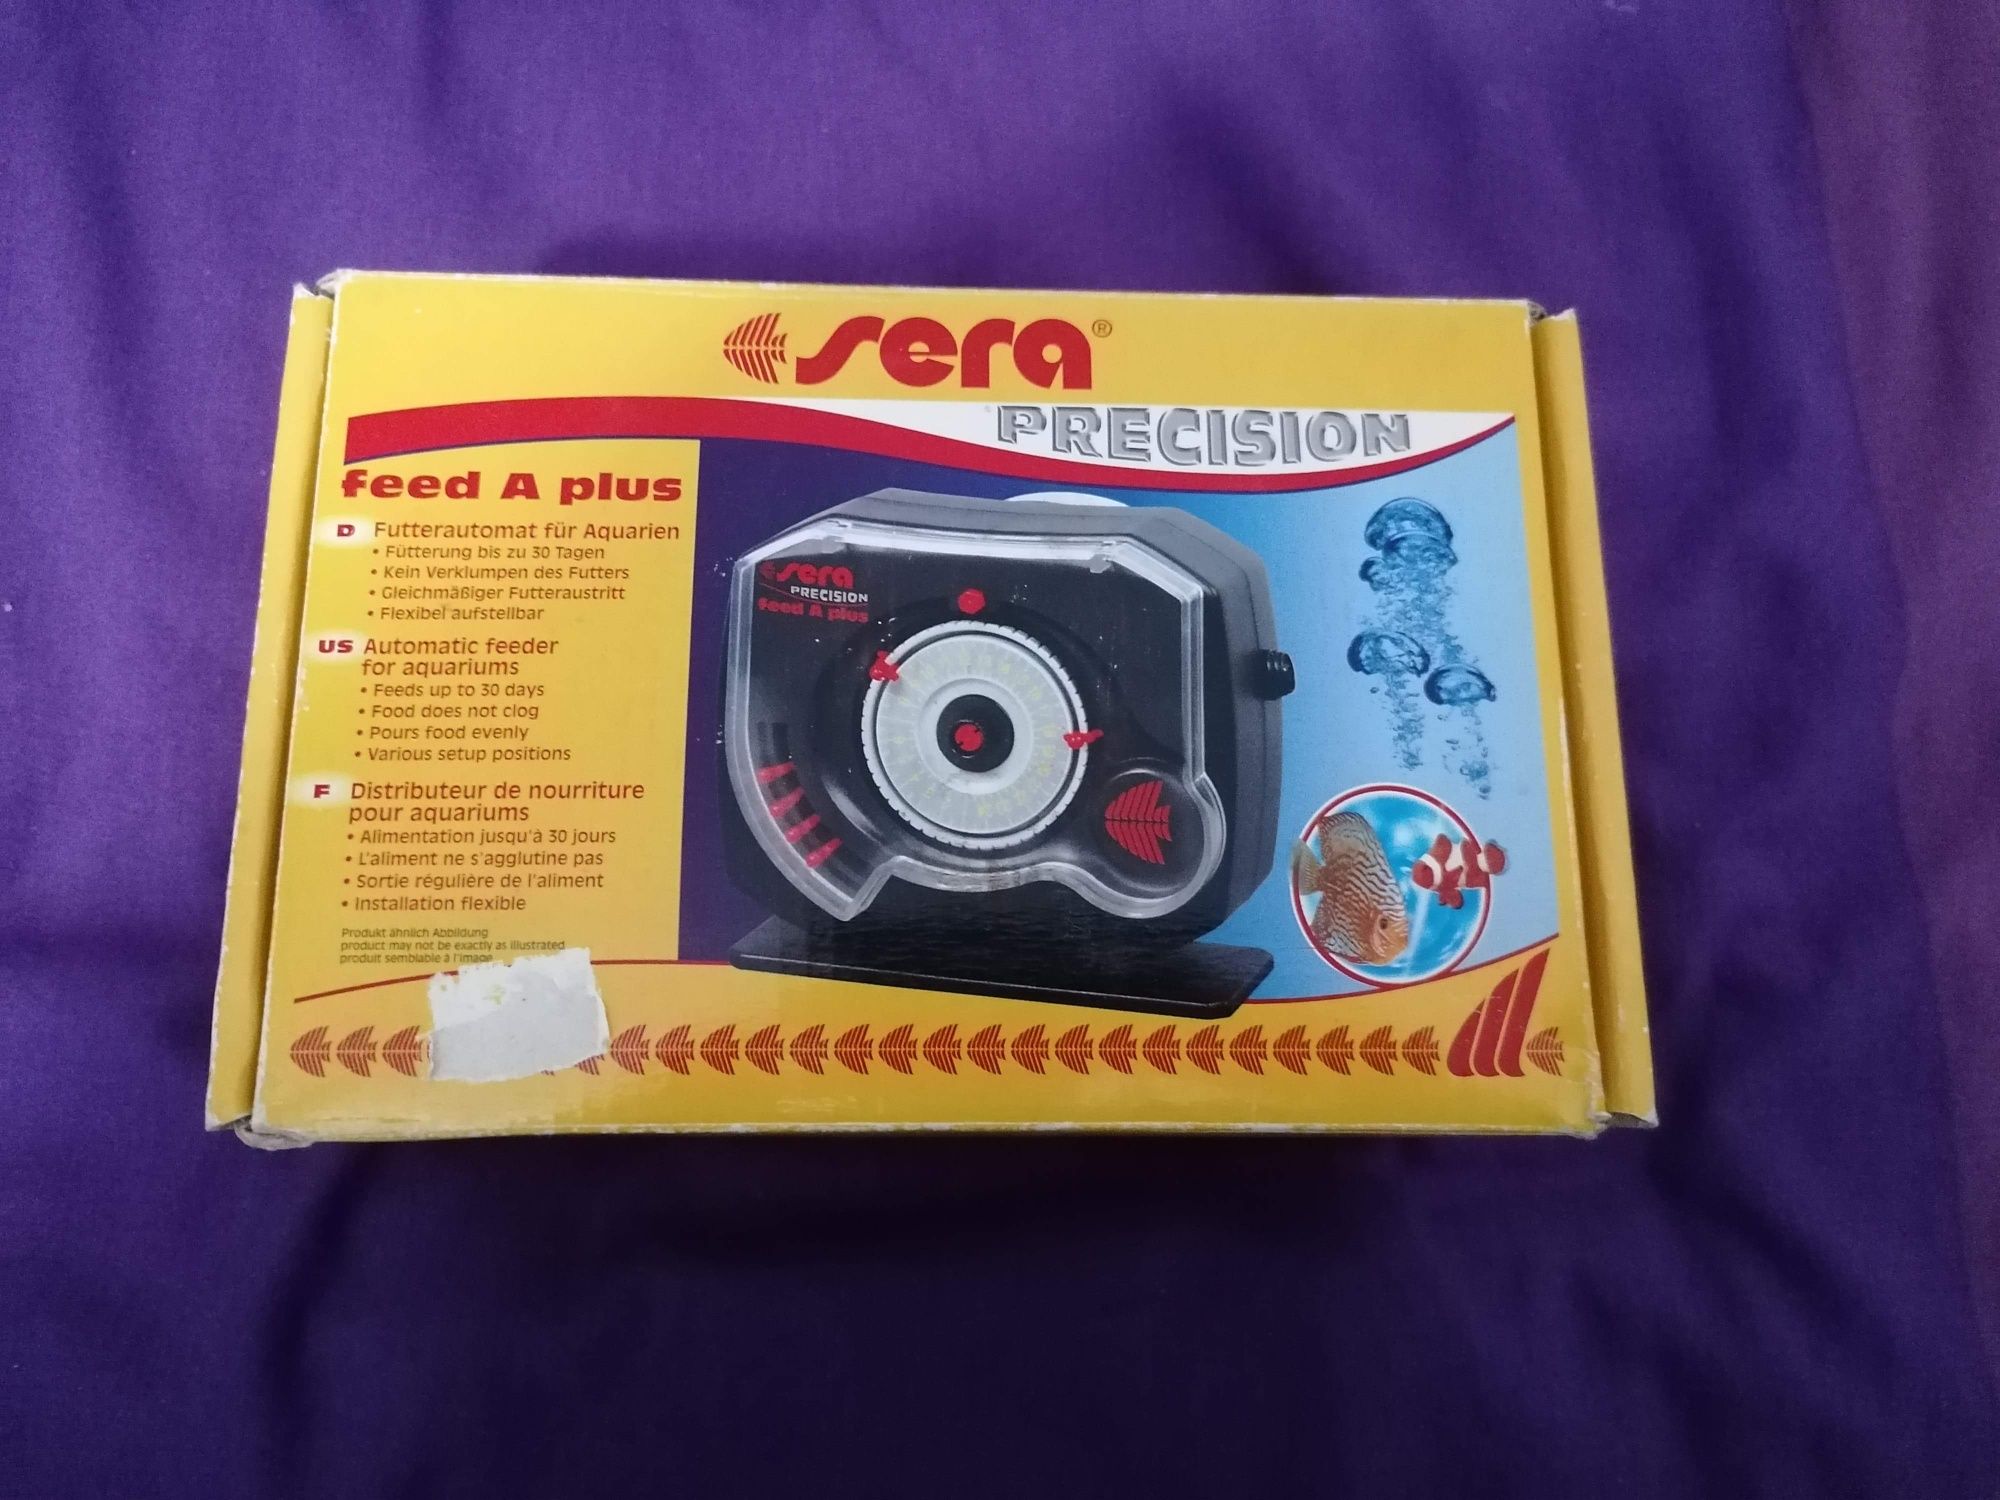 sera®
PRECISION
feed A plus
D Futterautomat für Aquarien
• Fütterung bis zu 30 Tagen
• Kein Verklumpen des Futters
• Gleichmäßiger Futteraustritt
• Flexibel aufstellbar
US Automatic feeder
for aquariums
• Feeds up to 30 days
• Food does not clog
• Pours food evenly
• Various setup positions
F Distributeur de nourriture
pour aquariums
• Alimentation jusqu'à 30 jours
• L'aliment ne s'agglutine pas
• Sortie régulière de l'aliment
• Installation flexible
Produkt ähnlich Abbildung
product may not be exactly as illustrated
produit semblable à l'image
sera
PRECISION
feed A plus